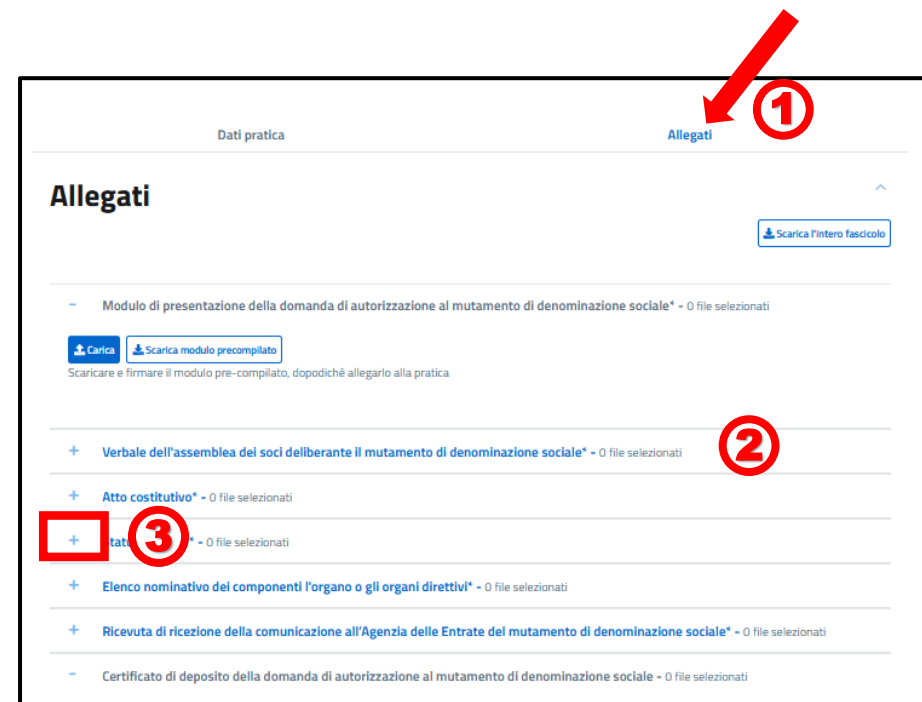 1
Dati pratica Allegati
Allegati
Scarica l'intero fascicolo
- Modulo di presentazione della domanda di autorizzazione al mutamento di denominazione sociale* - 0 file selezionati
Carica Scarica modulo precompilato
Scaricare e firmare il modulo pre-compilato, dopodichè allegarlo alla pratica
2
+ Verbale dell'assemblea dei soci deliberante il mutamento di denominazione sociale* - 0 file selezionati
+ Atto costitutivo* - 0 file selezionati
+ 3 * - 0 file selezionati
+ Elenco nominativo dei componenti l'organo o gli organi direttivi* - 0 file selezionati
+ Ricevuta di ricezione della comunicazione all'Agenzia delle Entrate del mutamento di denominazione sociale* - 0 file selezionati
- Certificato di deposito della domanda di autorizzazione al mutamento di denominazione sociale - 0 file selezionati